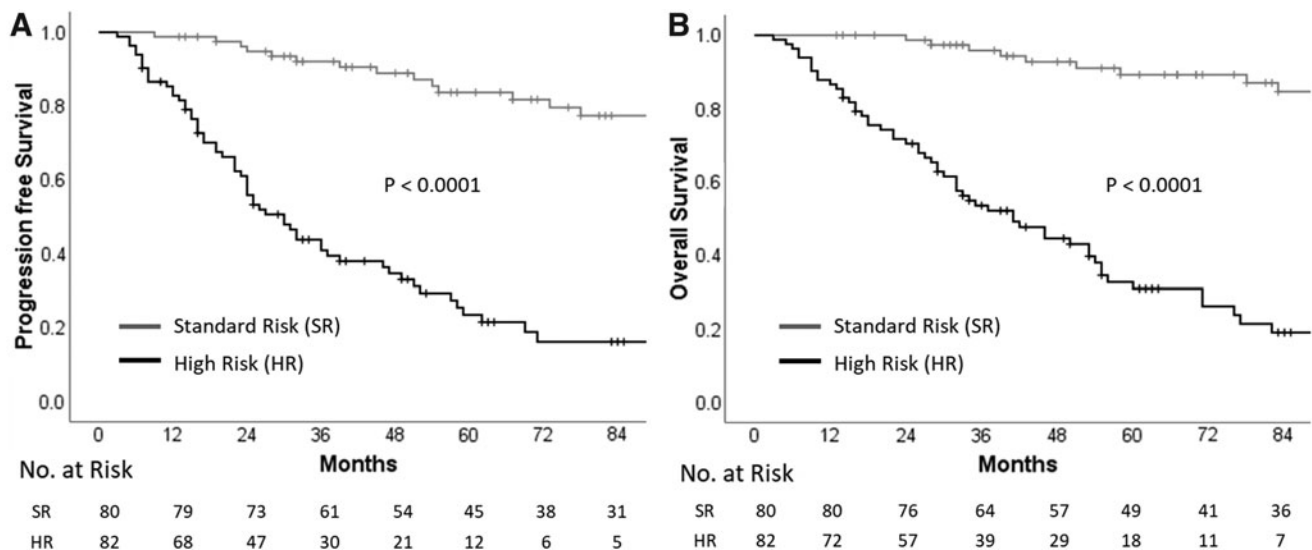 A
Progression free Survival
1.0
0.8
0.6
0.4
0.2
0.0
P < 0.0001
Standard Risk (SR)
High Risk (HR)
0 12 24 36 48 60 72 84
Months
No. at Risk
SR 80 79 73 61 54 45 38 31
HR 82 68 47 30 21 12 6 5
B
Overall Survival
1.0
0.8
0.6
0.4
0.2
0.0
P < 0.0001
Standard Risk (SR)
High Risk (HR)
0 12 24 36 48 60 72 84
Months
No. at Risk
SR 80 80 76 64 57 49 41 36
HR 82 72 57 39 29 18 11 7